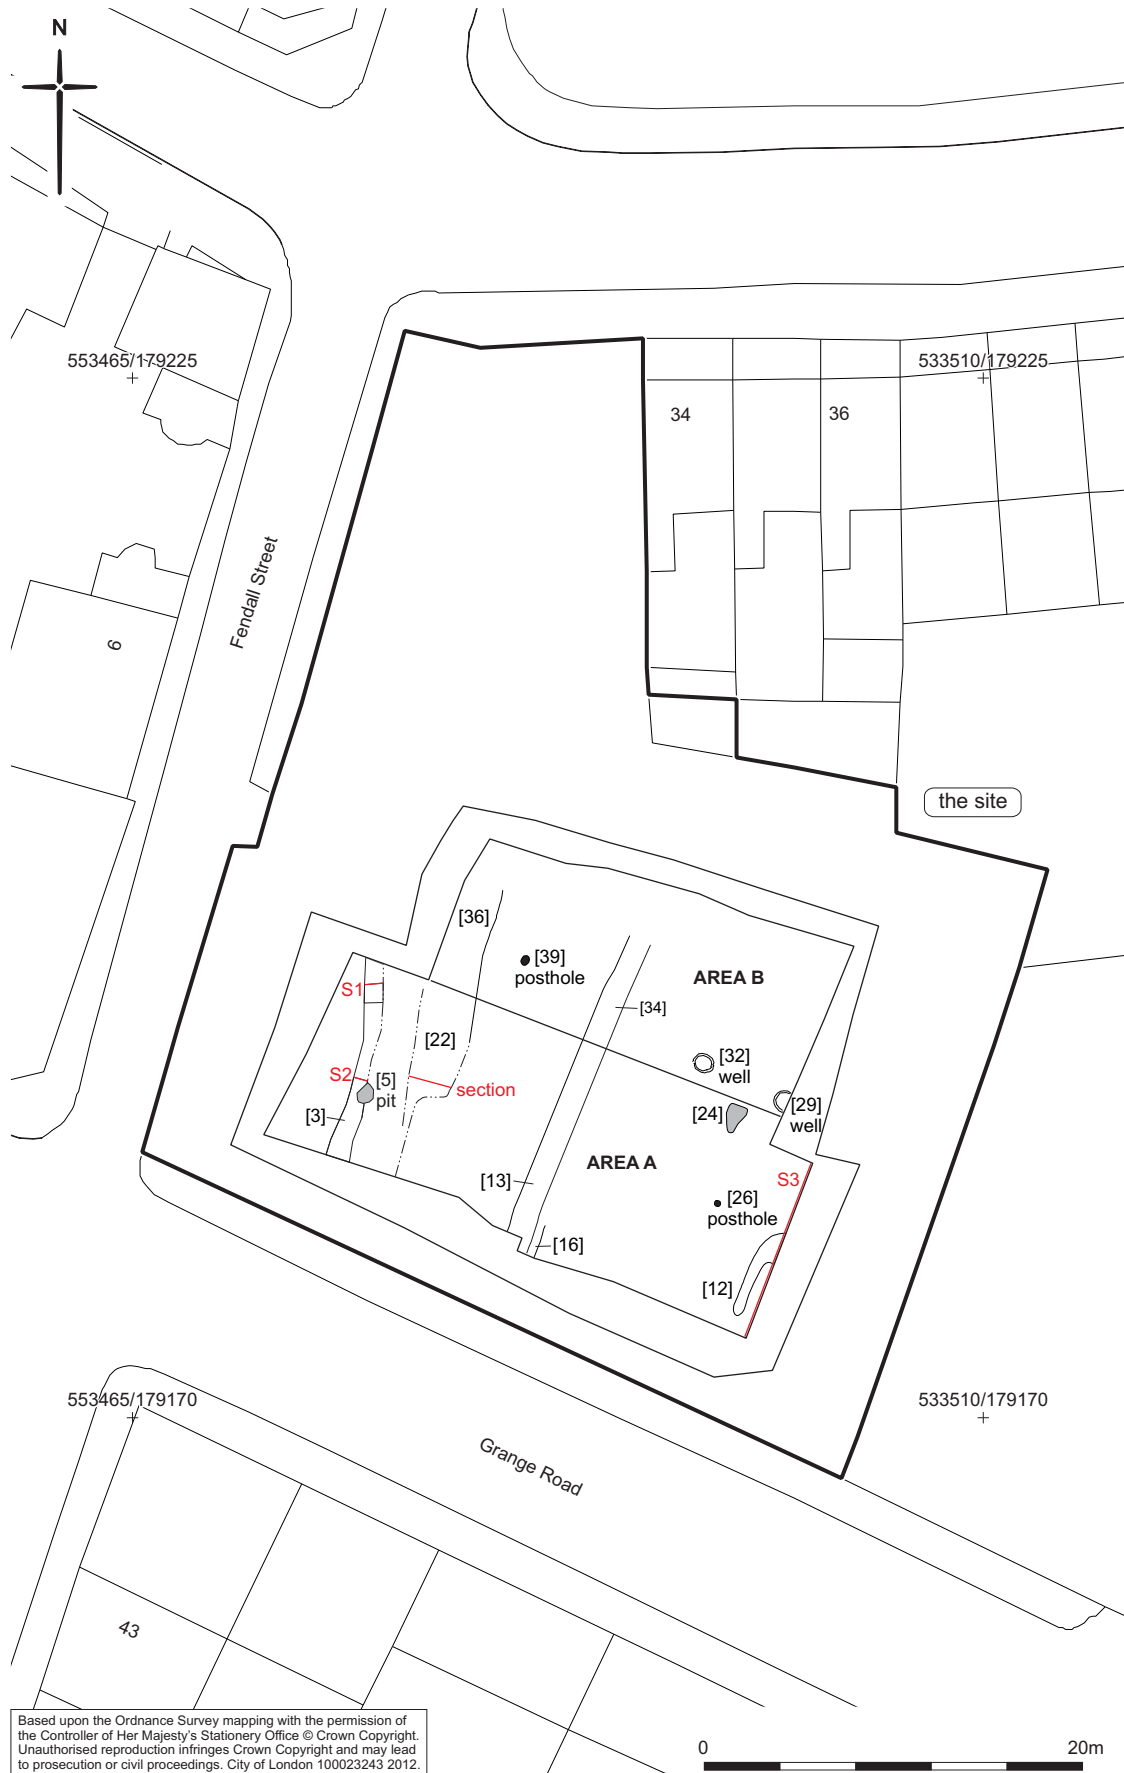 N
553465/179225
533510/179225
34
36
Fendall Street
6
the site
[36]
[39]
posthole
AREA B
S1
[34]
[22]
[32]
well
S2
[5]
pit
section
[29]
well
[24]
[3]
AREA A
[13]
S3
[26]
posthole
[16]
[12]
553465/179170
533510/179170
Grange Road
43
Based upon the Ordnance Survey mapping with the permission of
the Controller of Her Majesty's Stationery Office © Crown Copyright.
Unauthorised reproduction infringes Crown Copyright and may lead
to prosecution or civil proceedings. City of London 100023243 2012.
0
20m